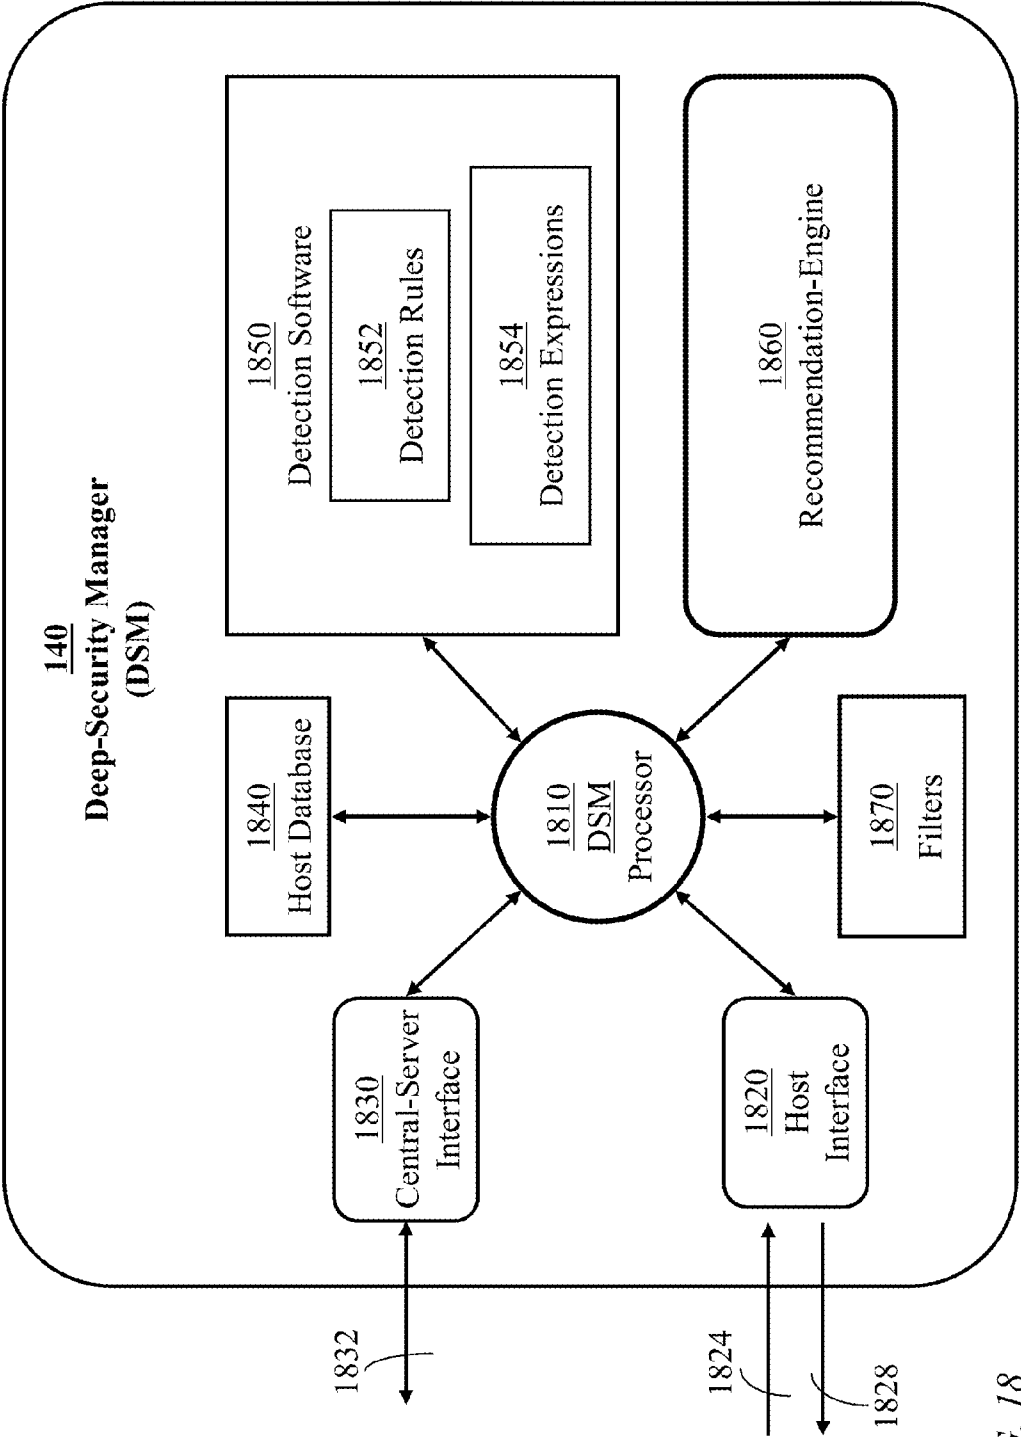 140
Deep-Security Manager
(DSM)
1830
Central-Server
Interface
1840
Host Database
1850
Detection Software
1852
Detection Rules
1854
Detection Expressions
1810
DSM
Processor
1820
Host
Interface
1870
Filters
1860
Recommendation-Engine
1832
1824
1828
18